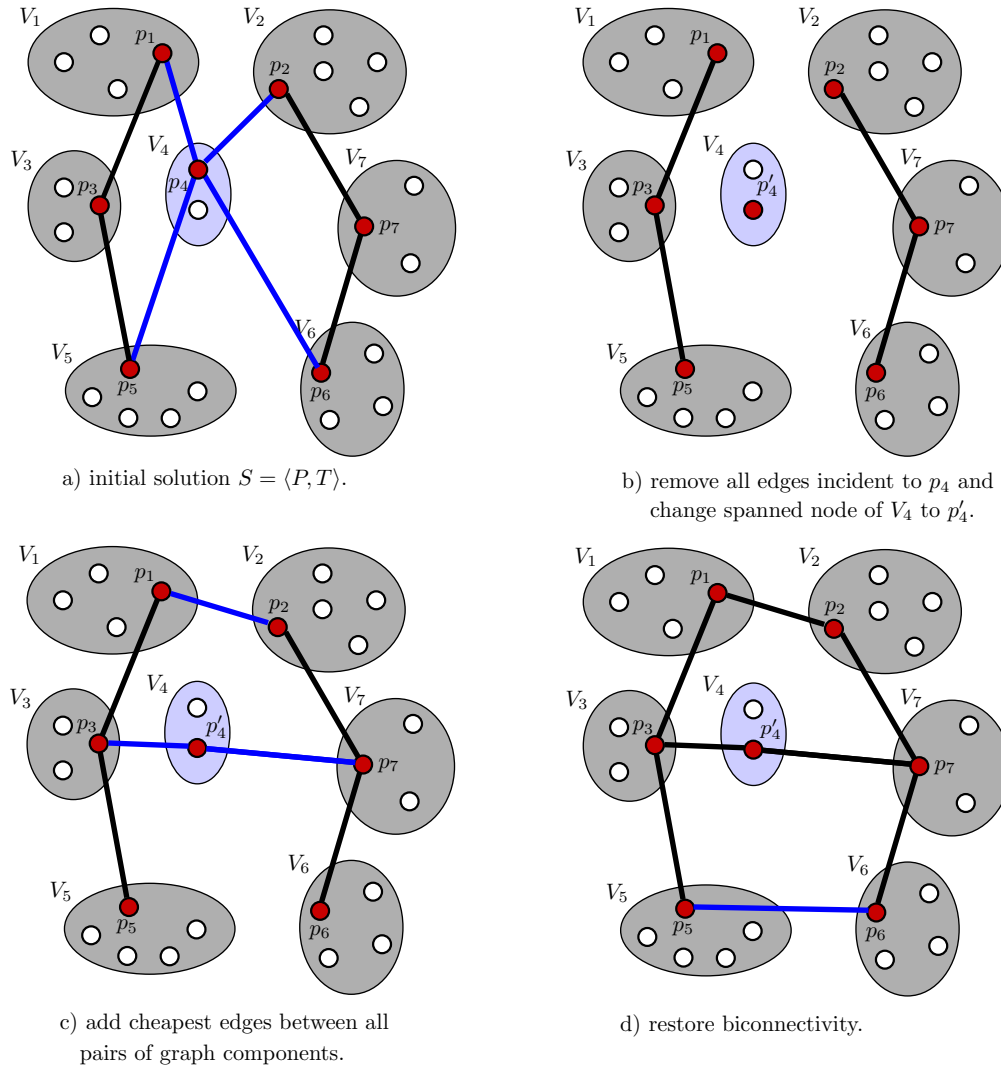 V₁
V₂
p₁
p₂
V₄
V₃
V₇
p₃
p₄
p₇
V₆
V₅
p₅
p₆
a) initial solution S = ⟨P, T⟩.
V₁
V₂
p₁
p₂
V₄
V₃
V₇
p₃
p′₄
p₇
V₆
V₅
p₅
p₆
b) remove all edges incident to p₄ and
change spanned node of V₄ to p′₄.
V₁
V₂
p₁
p₂
V₄
V₃
V₇
p₃
p′₄
p₇
V₆
V₅
p₅
p₆
c) add cheapest edges between all
pairs of graph components.
V₁
V₂
p₁
p₂
V₄
V₃
V₇
p₃
p′₄
p₇
V₆
V₅
p₅
p₆
d) restore biconnectivity.